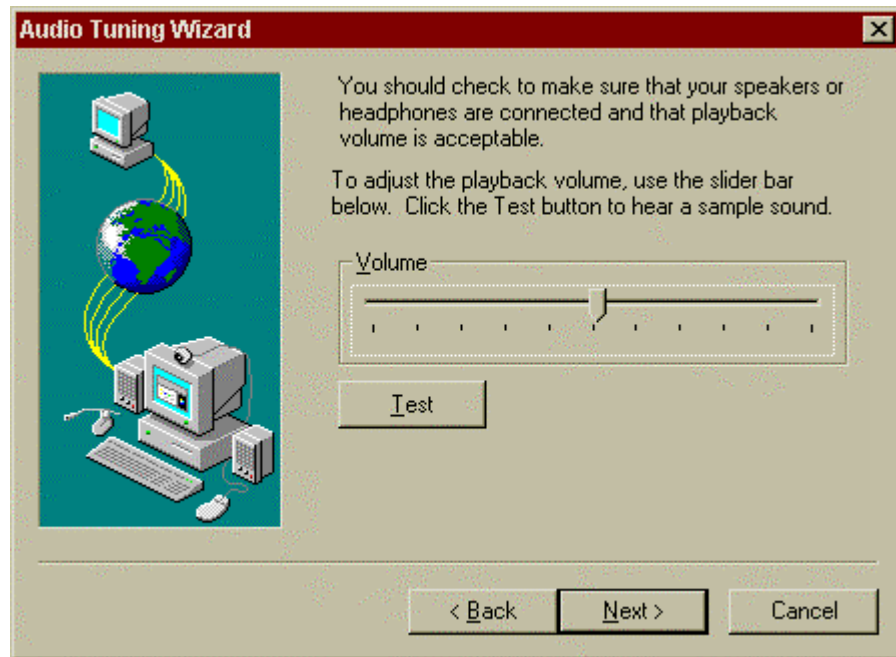 Audio Tuning Wizard
You should check to make sure that your speakers or
headphones are connected and that playback
volume is acceptable.
To adjust the playback volume, use the slider bar
below.  Click the Test button to hear a sample sound.
Volume
Test
< Back
Next >
Cancel